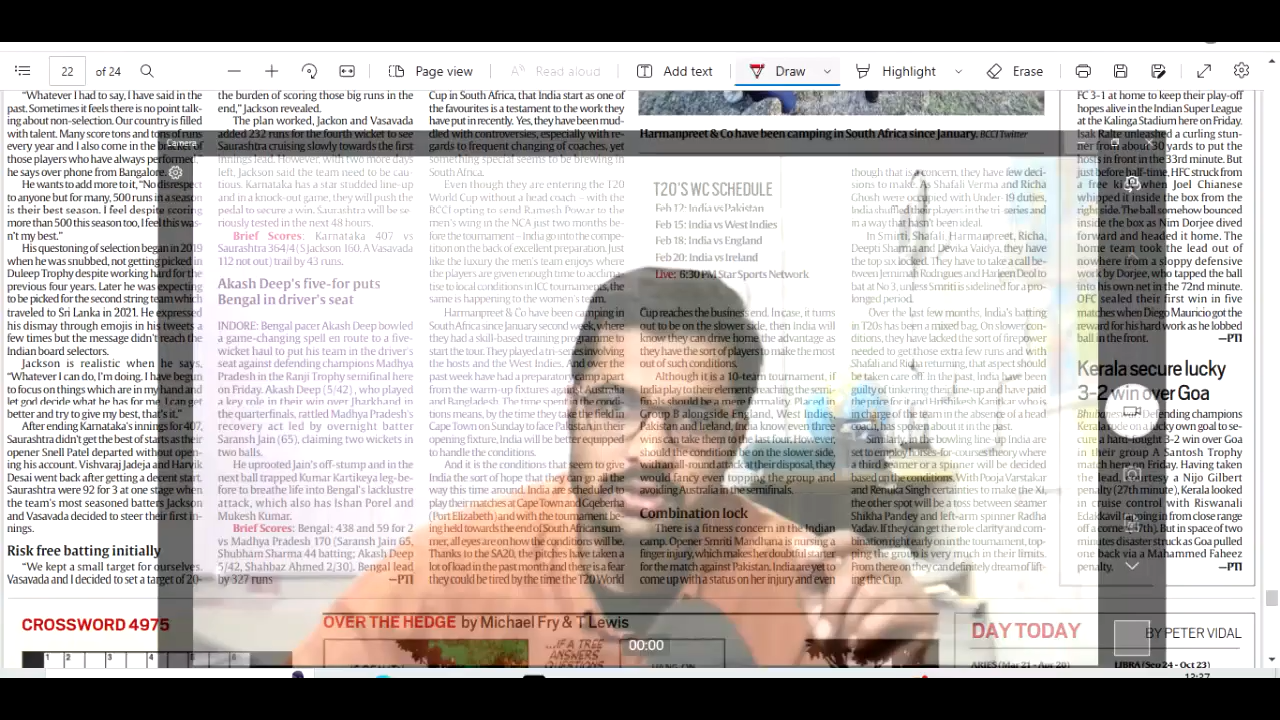 22 of 24
Page view
Read aloud
Add text
Draw
Highlight
Erase
"Whatever I had to say, I have said in the
past. Sometimes it feels there is no point talk-
ing about non-selection. Our country is filled
with talent. Many score tons and tons of runs
every year and I also come in the bracket of
those players who have always performed,"
he says over phone from Bangalore.
He wants to add more to it, "No disrespect
to anyone but for many, 500 runs in a season
is their best season. I feel despite scoring
more than 500 this season too, I feel this was-
n't my best."
His questioning of selection began in 2019
when he was snubbed, not getting picked in
Duleep Trophy despite working hard for the
previous four years. Later he was expecting
to be picked for the second string team which
traveled to Sri Lanka in 2021. He expressed
his dismay through emojis in his tweets a
few times but the message didn't reach the
Indian board selectors.
Jackson is realistic when he says,
"Whatever I can do, I'm doing. I have begun
to focus on things which are in my hand and
let god decide what he has for me. I can get
better and try to give my best, that's it."
After ending Karnataka's innings for 407,
Saurashtra didn't get the best of starts as their
opener Snell Patel departed without open-
ing his account. Vishvaraj Jadeja and Harvik
Desai went back after getting a decent start.
Saurashtra were 92 for 3 at one stage when
the team's most seasoned batters Jackson
and Vasavada decided to steer their first in-
nings.
Risk free batting initially
"We kept a small target for ourselves.
Vasavada and I decided to set a target of 20-
the burden of scoring those big runs in the
end," Jackson revealed.
The plan worked, Jackon and Vasavada
added 232 runs for the fourth wicket to see
Saurashtra cruising slowly towards the first
innings lead. However, with two more days
left, Jackson said the team need to be cau-
tious. Karnataka has a star studded line-up
and in a knock-out game, they will push the
pedal to secure a win. Saurashtra will be se-
riously tested in the next 48 hours.
Brief Scores: Karnataka 407 vs
Saurashtra 364/4 (S Jackson 160. A Vasavada
112 not out) trail by 43 runs.
Akash Deep's five-for puts
Bengal in driver's seat
INDORE: Bengal pacer Akash Deep bowled
a game-changing spell en route to a five-
wicket haul to put his team in the driver's
seat against defending champions Madhya
Pradesh in the Ranji Trophy semifinal here
on Friday. Akash Deep (5/42) , who played
a key role in their win over Jharkhand in
the quarterfinals, rattled Madhya Pradesh's
recovery act led by overnight batter
Saransh Jain (65), claiming two wickets in
two balls.
He uprooted Jain's off-stump and in the
next ball trapped Kumar Kartikeya leg-be-
fore to breathe life into Bengal's lacklustre
attack, which also has Ishan Porel and
Mukesh Kumar.
Brief Scores: Bengal: 438 and 59 for 2
vs Madhya Pradesh 170 (Saransh Jain 65,
Shubham Sharma 44 batting; Akash Deep
5/42, Shahbaz Ahmed 2/30). Bengal lead
by 327 runs —PTI
Cup in South Africa, that India start as one of
the favourites is a testament to the work they
have put in recently. Yes, they have been mud-
dled with controversies, especially with re-
gards to frequent changing of coaches, yet
something special seems to be brewing in
South Africa.
Even though they are entering the T20
World Cup without a head coach – with the
BCCI opting to send Ramesh Powar to the
men's wing on the NCA just two months be-
fore the tournament – India go into the compe-
tition on the back of excellent preparation. Just
like the luxury the men's team enjoys where
the players are given enough time to acclima-
tise to local conditions in ICC tournaments, the
same is happening to the women's team.
Harmanpreet & Co have been camping in
South Africa since January second week, where
they had a skill-based training programme to
start the tour. They played a tri-series involving
the hosts and the West Indies. And over the
past week have had a preparatory camp apart
from the warm-up fixtures against Australia
and Bangladesh. The time spent in the condi-
tions means, by the time they take the field in
Cape Town on Sunday to face Pakistan in their
opening fixture, India will be better equipped
to handle the conditions.
And it is the conditions that seem to give
India the sort of hope that they can go all the
way this time around. India are scheduled to
play their matches at Cape Town and Gqeberha
(Port Elizabeth) and with the tournament be-
ing held towards the end of South African sum-
mer, all eyes are on how the conditions will be.
Thanks to the SA20, the pitches have taken a
lot of load in the past month and there is a fear
they could be tired by the time the T20 World
Harmanpreet & Co have been camping in South Africa since January. BCCI Twitter
T20'S WC SCHEDULE
Feb 12: India vs Pakistan
Feb 15: India vs West Indies
Feb 18: India vs England
Feb 20: India vs Ireland
Live: 6:30 PM Star Sports Network
Cup reaches the business end. In case, it turns
out to be on the slower side, then India will
know they can drive home the advantage as
they have the sort of players to make the most
out of such conditions.
Although it is a 10-team tournament, if
India play to their elements reaching the semi-
finals should be a mere formality. Placed in
Group B alongside England, West Indies,
Pakistan and Ireland, India know even three
wins can take them to the last four. However,
should the conditions be on the slower side,
with an all-round attack at their disposal, they
would fancy even topping the group and
avoiding Australia in the semifinals.
Combination lock
There is a fitness concern in the Indian
camp. Opener Smriti Mandhana is nursing a
finger injury, which makes her doubtful starter
for the match against Pakistan. India are yet to
come up with a status on her injury and even
though that is a concern, they have few deci-
sions to make. As Shafali Verma and Richa
Ghosh were occupied with Under-19 duties,
India shuffled their players in the tri-series and
in a way that hasn't been ideal.
In Smriti, Shafali, Harmanpreet, Richa,
Deepti Sharma and Devika Vaidya, they have
the top six locked. They have to take a call be-
tween Jemimah Rodrigues and Harleen Deol to
bat at No 3, unless Smriti is sidelined for a pro-
longed period.
Over the last few months, India's batting
in T20s has been a mixed bag. On slower con-
ditions, they have lacked the sort of fire power
needed to get those extra few runs and with
Shafali and Richa returning, that aspect should
be taken care off. In the past, India have been
guilty of tinkering their line-up and have paid
the price for it and Hrishikesh Kanitkar who is
in charge of the team in the absence of a head
coach, has spoken about it in the past.
Similarly, in the bowling line-up India are
set to employ horses-for-courses theory where
a third seamer or a spinner will be decided
based on the conditions. With Pooja Vastrakar
and Renuka Singh certainties to make the XI,
the other spot will be a toss between seamer
Shikha Pandey and left-arm spinner Radha
Yadav. If they can get the role clarity and com-
bination right early on in the tournament, top-
ping the group is very much in their limits.
From there on they can definitely dream of lift-
ing the Cup.
FC 3-1 at home to keep their play-off
hopes alive in the Indian Super League
at the Kalinga Stadium here on Friday.
Isak Ralte unleashed a curling stun-
ner from about 30 yards to put the
hosts in front in the 33rd minute. But
just before half-time, HFC struck from
a free kick when Joel Chianese
whipped it inside the box from the
right side. The ball somehow bounced
inside the box as Nim Dorjee dived
forward and headed it home. The
home team took the lead out of
nowhere from a sloppy defensive
work by Dorjee, who tapped the ball
into his own net in the 72nd minute.
OFC sealed their first win in five
matches when Diego Mauricio got the
reward for his hard work as he lobbed
ball in the front. —PTI
Kerala secure lucky
3-2 win over Goa
Bhubaneswar: Defending champions
Kerala rode on a lucky own goal to se-
cure a hard-fought 3-2 win over Goa
in their group A Santosh Trophy
match here on Friday. Having taken
the lead, courtesy a Nijo Gilbert
penalty (27th minute), Kerala looked
in cruise control with Riswanali
Edakkavil tapping in from close range
for a comfortable. But in space of two
minutes disaster struck as Goa pulled
one back via a Mahammed Faheez
penalty. —PTI
Camera
00:00
CROSSWORD 4975
1 2 3 4 5 6
OVER THE HEDGE by Michael Fry & T Lewis
...IF A TREE
ANSWERS
QUESTIONS
DAY TODAY
BY PETER VIDAL
ARIES (Mar 21 - Apr 20)
LIBRA (Sep 24 - Oct 23)